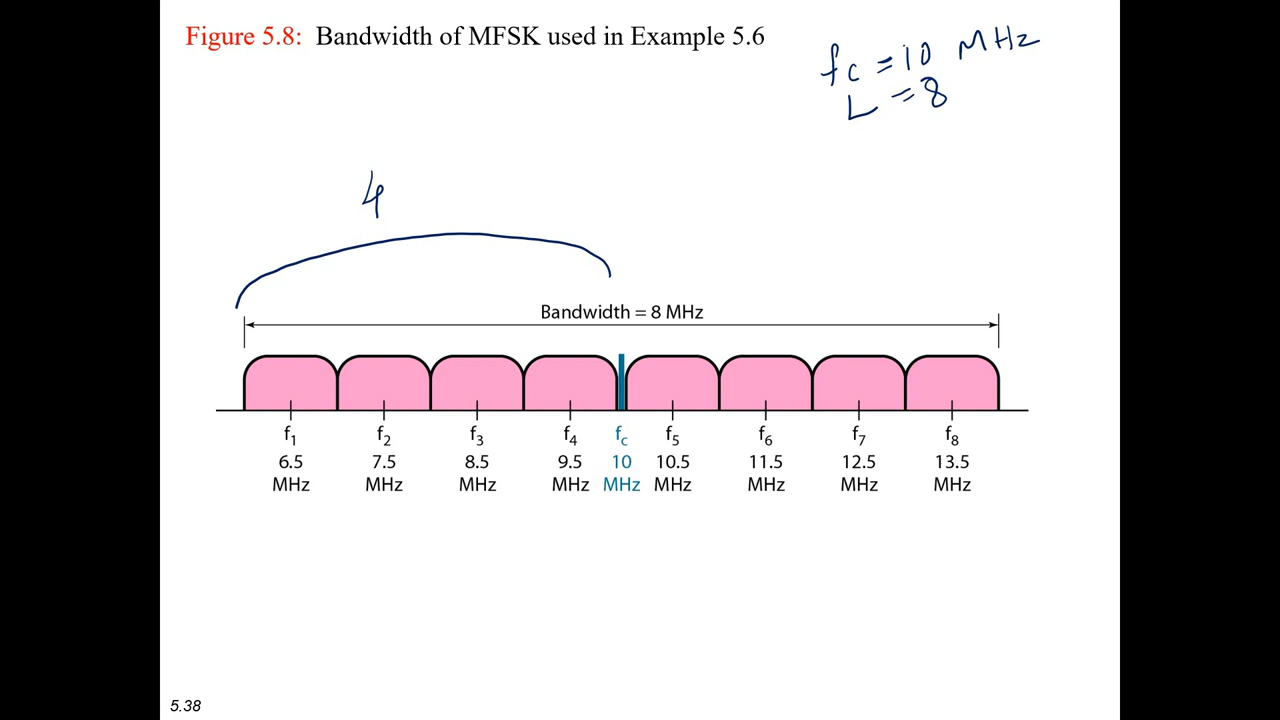 Figure 5.8: Bandwidth of MFSK used in Example 5.6
fc = 10 MHz
L = 8
4
Bandwidth = 8 MHz
f1 f2 f3 f4 fc f5 f6 f7 f8
6.5 7.5 8.5 9.5 10 10.5 11.5 12.5 13.5
MHz MHz MHz MHz MHz MHz MHz MHz MHz
5.38